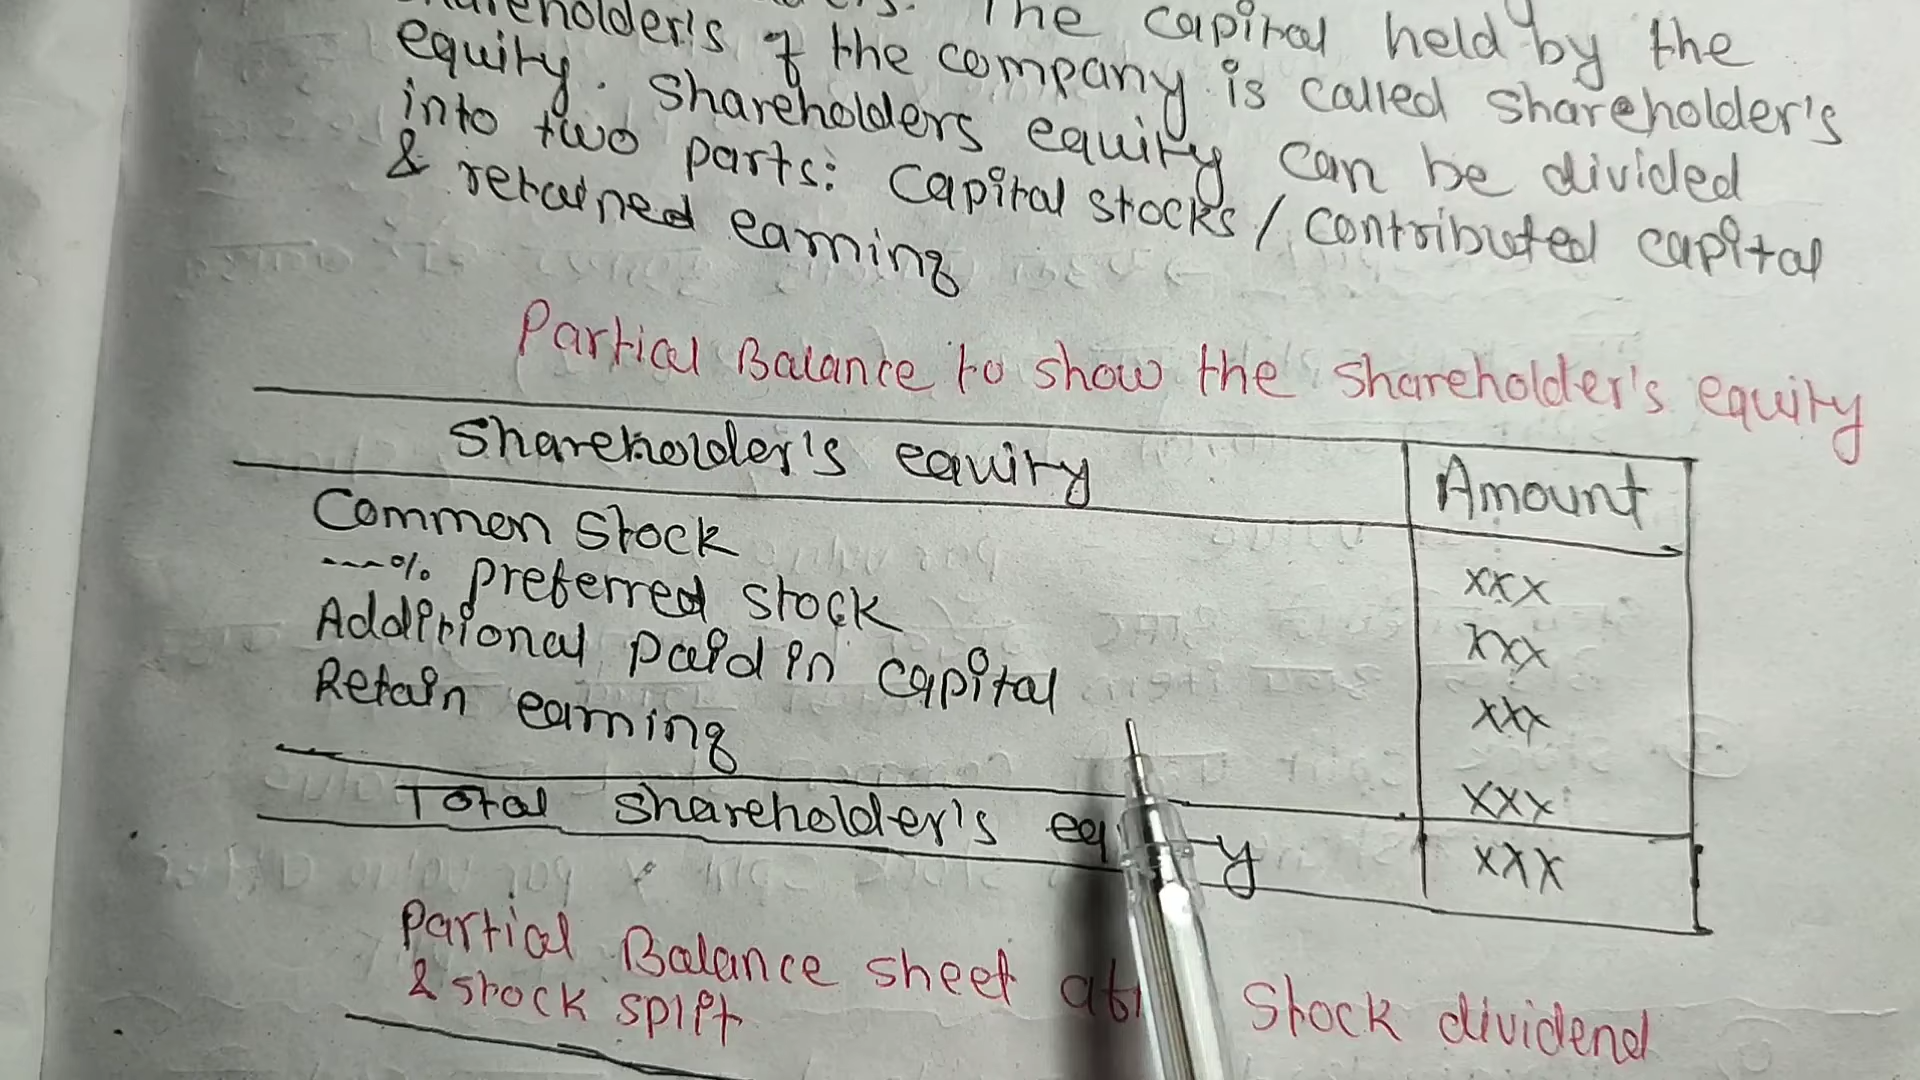 The capital held by the
shareholder's of the company is called shareholder's
equity. Shareholders equity can be divided
into two parts: Capital stocks / contributed capital
& retained earning
Partial Balance to show the shareholder's equity
Shareholder's equity Amount
Common stock xxx
---% preferred stock xxx
Additional paid in capital xxx
Retain earning xxx
Total shareholder's equity xxx
Partial Balance sheet stock dividend
& stock split